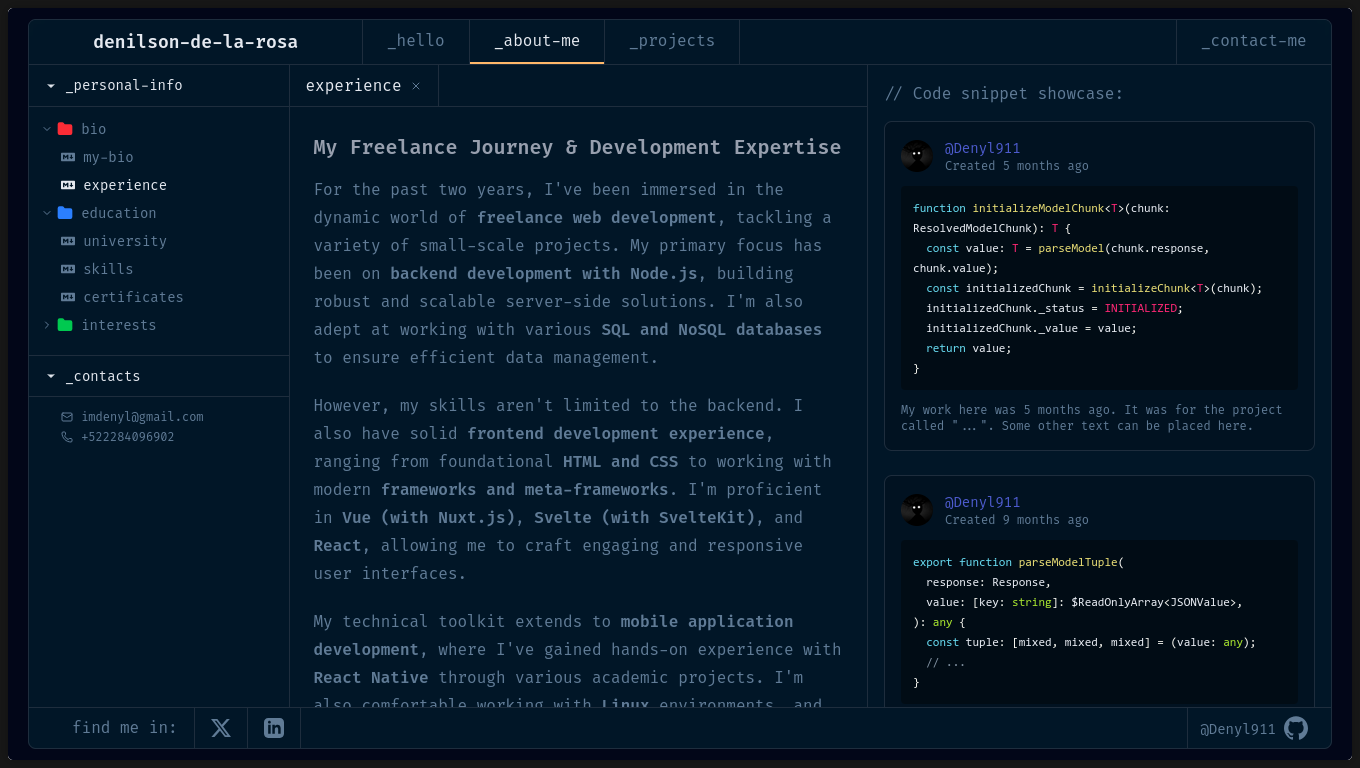 denilson-de-la-rosa
_hello
_about-me
_projects
_contact-me
_personal-info
bio
my-bio
experience
education
university
skills
certificates
interests
_contacts
imdenyl@gmail.com
+522284096902
experience ×
My Freelance Journey & Development Expertise
For the past two years, I've been immersed in the
dynamic world of freelance web development, tackling a
variety of small-scale projects. My primary focus has
been on backend development with Node.js, building
robust and scalable server-side solutions. I'm also
adept at working with various SQL and NoSQL databases
to ensure efficient data management.
However, my skills aren't limited to the backend. I
also have solid frontend development experience,
ranging from foundational HTML and CSS to working with
modern frameworks and meta-frameworks. I'm proficient
in Vue (with Nuxt.js), Svelte (with SvelteKit), and
React, allowing me to craft engaging and responsive
user interfaces.
My technical toolkit extends to mobile application
development, where I've gained hands-on experience with
React Native through various academic projects. I'm
also comfortable working with Linux environments, and
// Code snippet showcase:
@Denyl911
Created 5 months ago
function initializeModelChunk<T>(chunk:
ResolvedModelChunk): T {
const value: T = parseModel(chunk.response,
chunk.value);
const initializedChunk = initializeChunk<T>(chunk);
initializedChunk._status = INITIALIZED;
initializedChunk._value = value;
return value;
}
My work here was 5 months ago. It was for the project
called "...". Some other text can be placed here.
@Denyl911
Created 9 months ago
export function parseModelTuple(
response: Response,
value: [key: string]: $ReadOnlyArray<JSONValue>,
): any {
const tuple: [mixed, mixed, mixed] = (value: any);
// ...
}
find me in:
@Denyl911